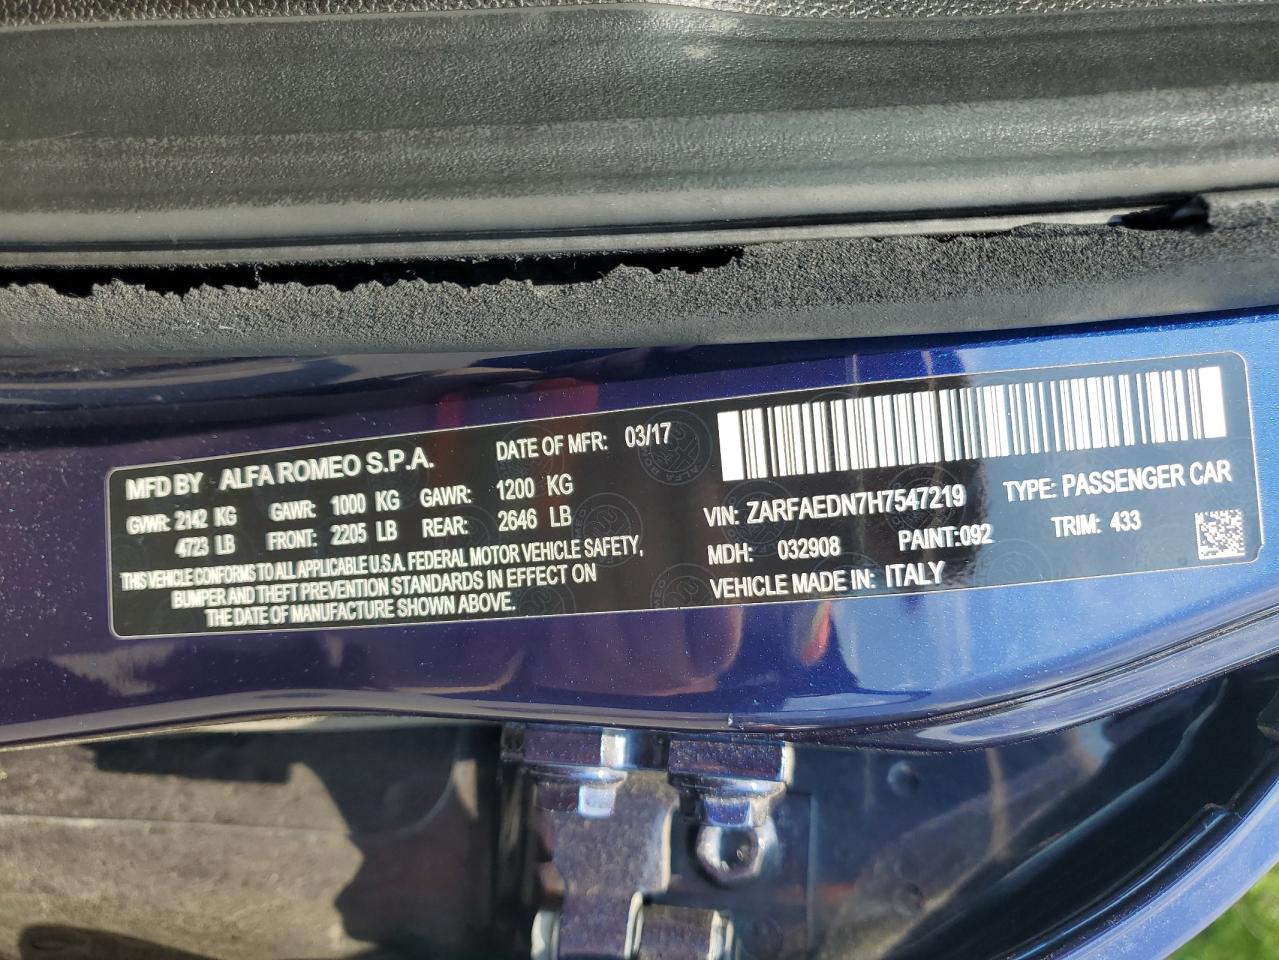 MFD BY ALFA ROMEO S.P.A. DATE OF MFR: 03/17
GVWR: 2142 KG GAWR: 1000 KG GAWR: 1200 KG
4723 LB FRONT: 2205 LB REAR: 2646 LB
THIS VEHICLE CONFORMS TO ALL APPLICABLE U.S.A. FEDERAL MOTOR VEHICLE SAFETY,
BUMPER AND THEFT PREVENTION STANDARDS IN EFFECT ON
THE DATE OF MANUFACTURE SHOWN ABOVE.
VIN: ZARFAEDN7H7547219 TYPE: PASSENGER CAR
MDH: 032908 PAINT:092 TRIM: 433
VEHICLE MADE IN: ITALY